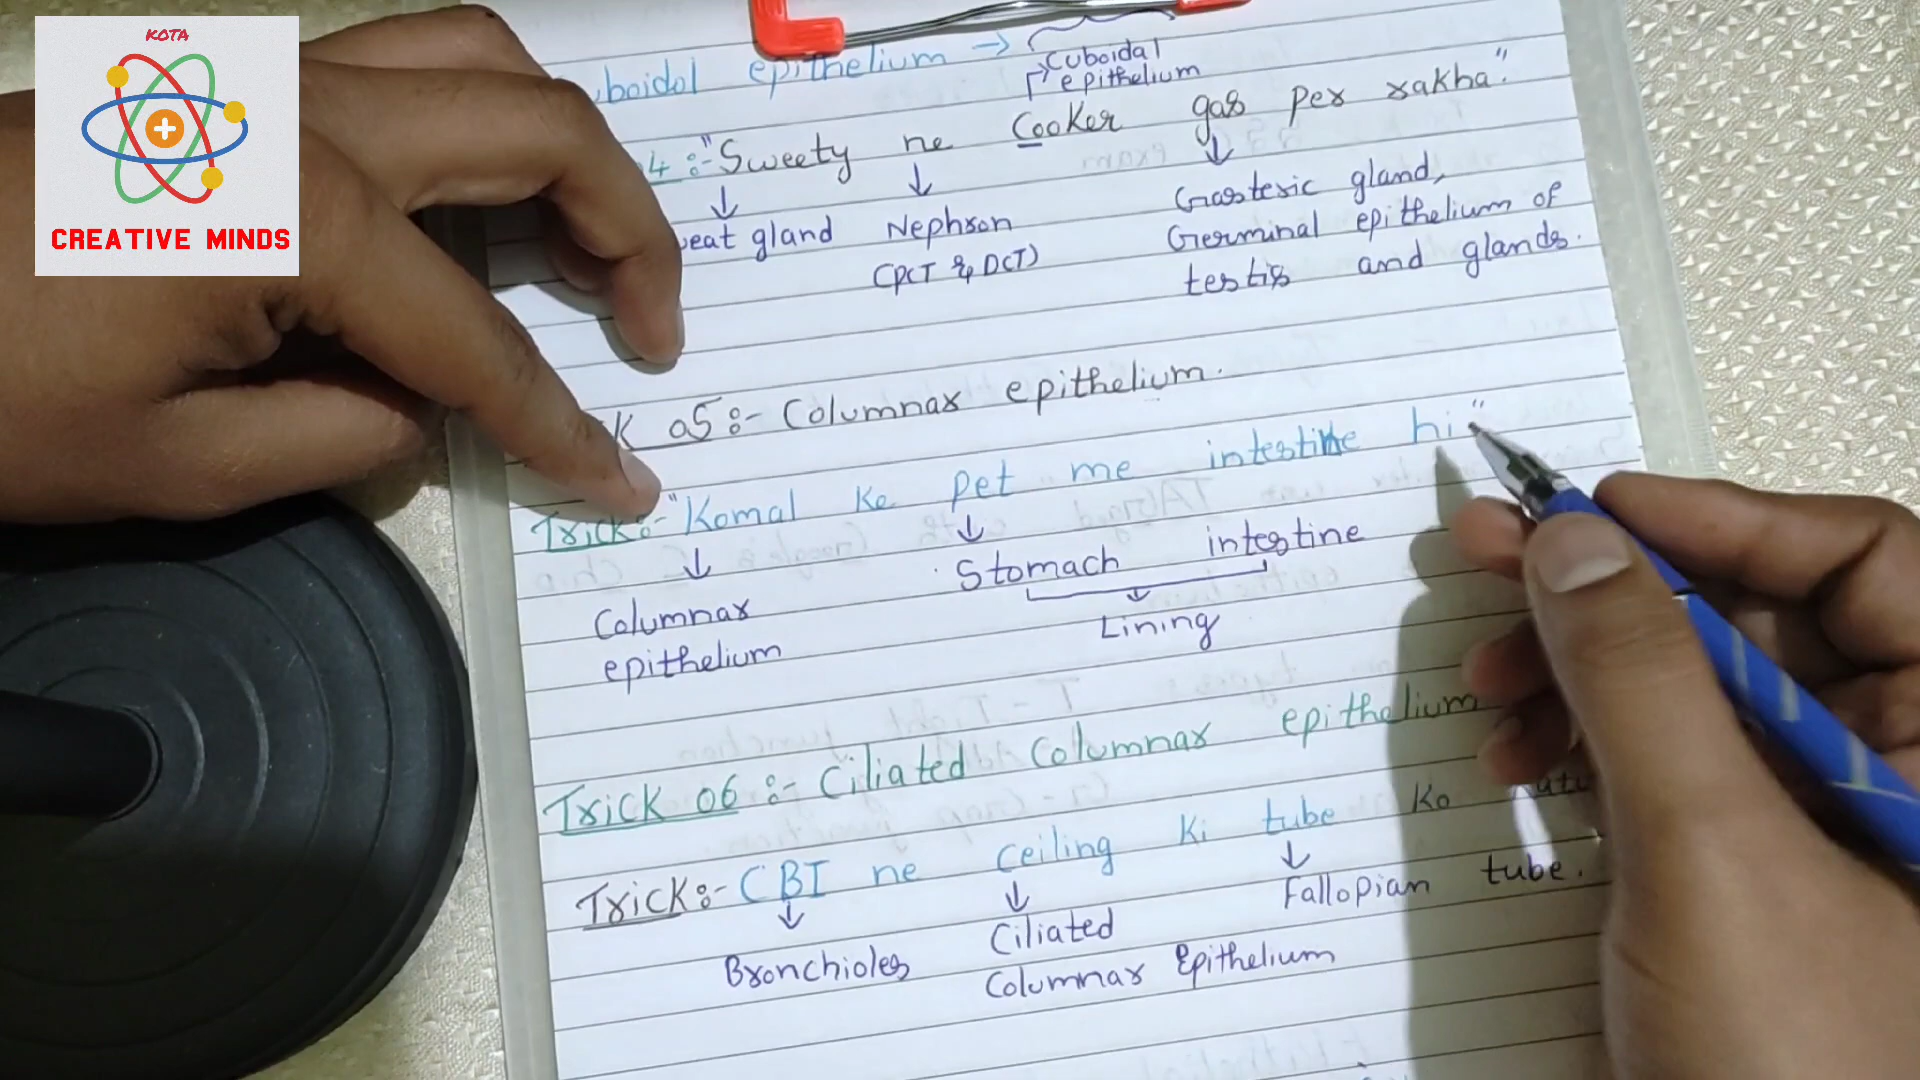 KOTA
CREATIVE MINDS
uboidal epithelium → cuboidal
epithelium
4 :- "Sweety ne Cooker gas per rakha".
eat gland Nephron Gasteric gland,
(PCT & DCT) Germinal epithelium of
testis and glands.
K 05 :- Columnar epithelium.
Trick :- "Komal Ke pet me intestine hi"
Stomach intestine
Columnar Lining
epithelium
Trick 06 :- Ciliated Columnar epithelium
Trick :- CBI ne ceiling Ki tube Ko
Fallopian tube.
Bronchioles Ciliated
Columnar Epithelium